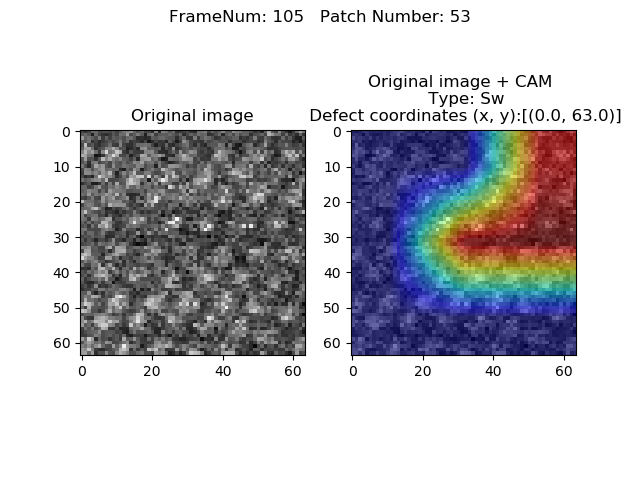 FrameNum: 105   Patch Number: 53
Original image
Original image + CAM
Type: Sw
Defect coordinates (x, y):[(0.0, 63.0)]
0
10
20
30
40
50
60
0 20 40 60
0
10
20
30
40
50
60
0 20 40 60